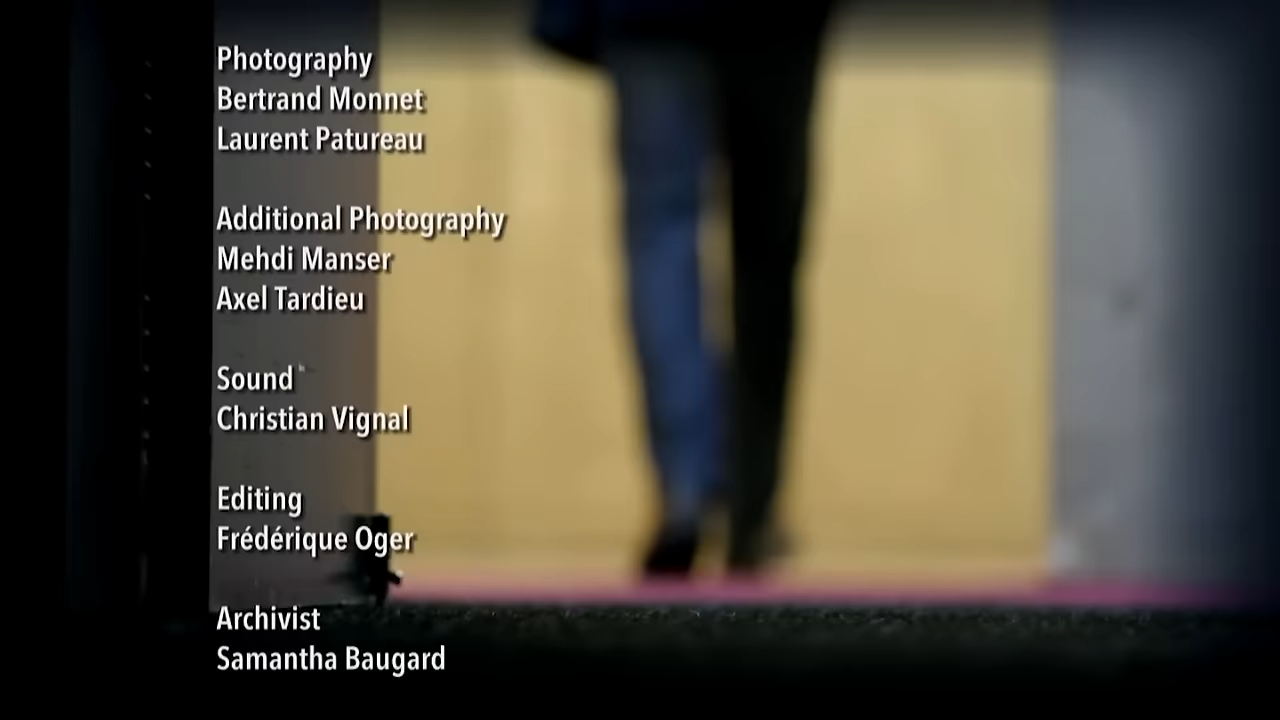 Photography
Bertrand Monnet
Laurent Patureau
Additional Photography
Mehdi Manser
Axel Tardieu
Sound
Christian Vignal
Editing
Frédérique Oger
Archivist
Samantha Baugard